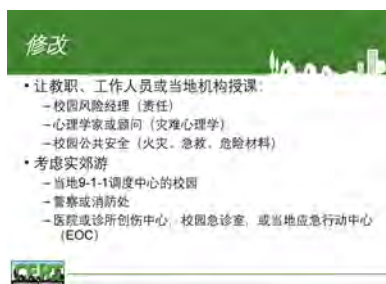 修改
• 让教职、工作人员或当地机构授课:
–校园风险经理（责任）
–心理学家或顾问（灾难心理学）
–校园公共安全（火灾、急救、危险材料）
• 考虑实郊游
–当地9-1-1调度中心的校园
–警察或消防处
–医院或诊所创伤中心，校园急诊室，或当地应急行动中心
（EOC）